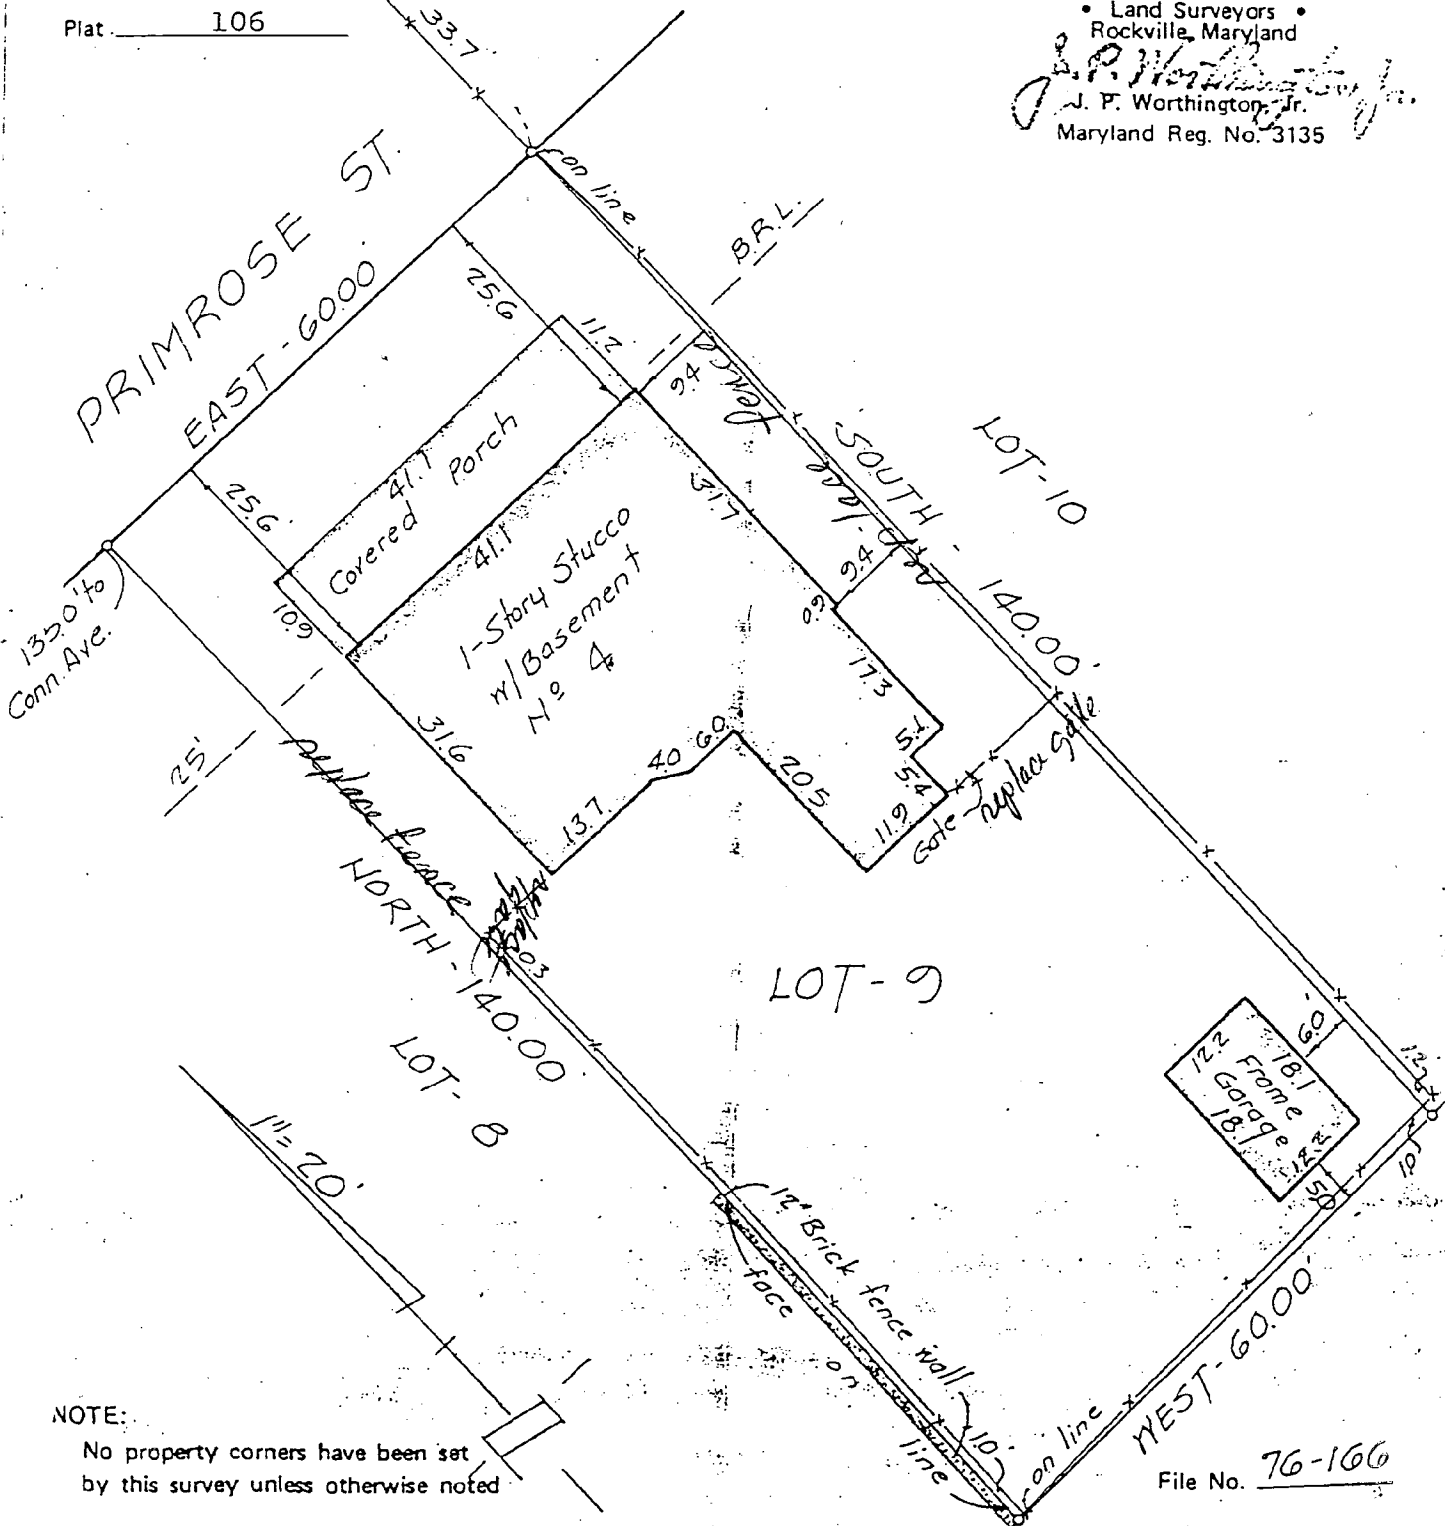 Plat 106
• Land Surveyors •
Rockville, Maryland
J. P. Worthington, Jr.
J. P. Worthington, Jr.
Maryland Reg. No. 3135
33.7'
PRIMROSE ST.
EAST - 60.00'
on line
B.R.L.
25.6
11.2
9.4
fence
SOUTH - 140.00'
LOT - 10
25.6'
41.1
Covered Porch
41.1
31.7
10.9
1-Story Stucco
w/ Basement
Nº 4
9.4
0.9
17.3
5.1
5.4
11.9
20.5
6.0
4.0
13.7
31.6
to
Conn. Ave.
25'
replace fence
Gate - replace gate
replace
0.3
NORTH - 140.00'
LOT - 8
LOT - 9
12.2
18.1
Frame
Garage
18.1
12.2
6.0'
1.2
1.0
5.0
1" = 20'
12" Brick fence wall
face on line
1.0'
on line
WEST - 60.00'
NOTE:
No property corners have been set
by this survey unless otherwise noted
File No. 76-166